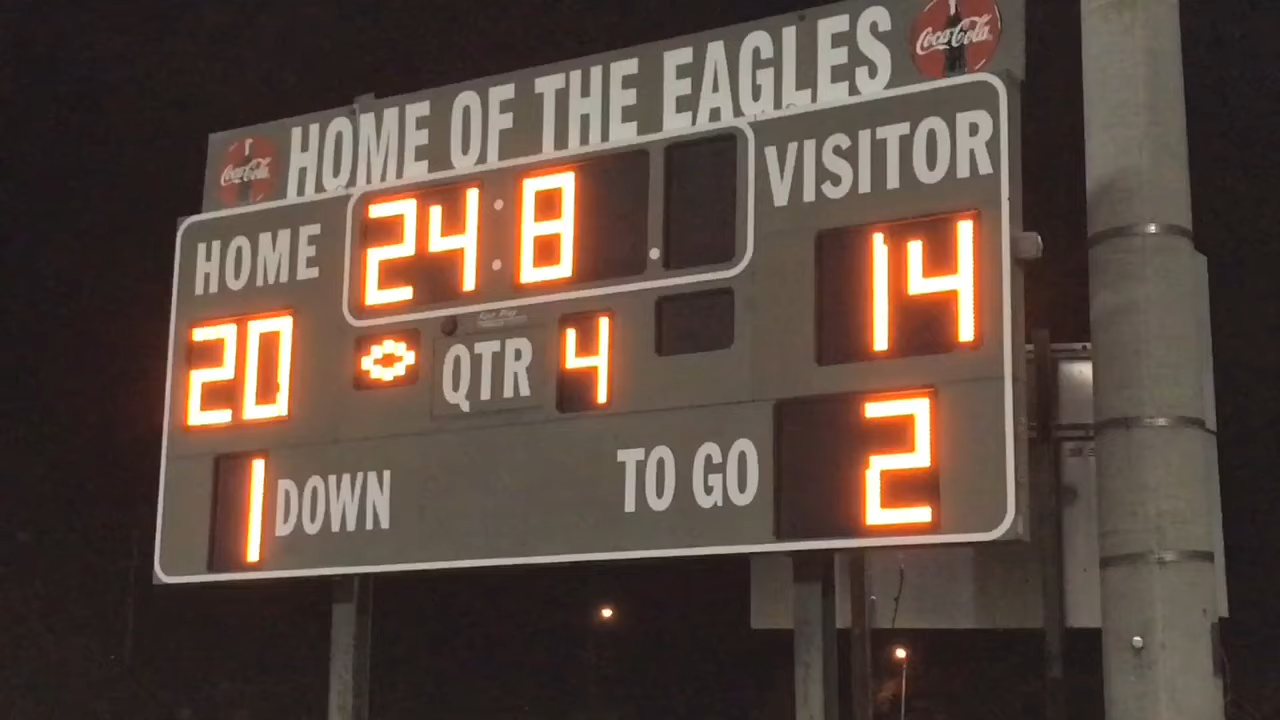 HOME OF THE EAGLES
Coca-Cola
Coca-Cola
HOME
24:8 .
VISITOR
20
QTR 4
14
1 DOWN
TO GO 2